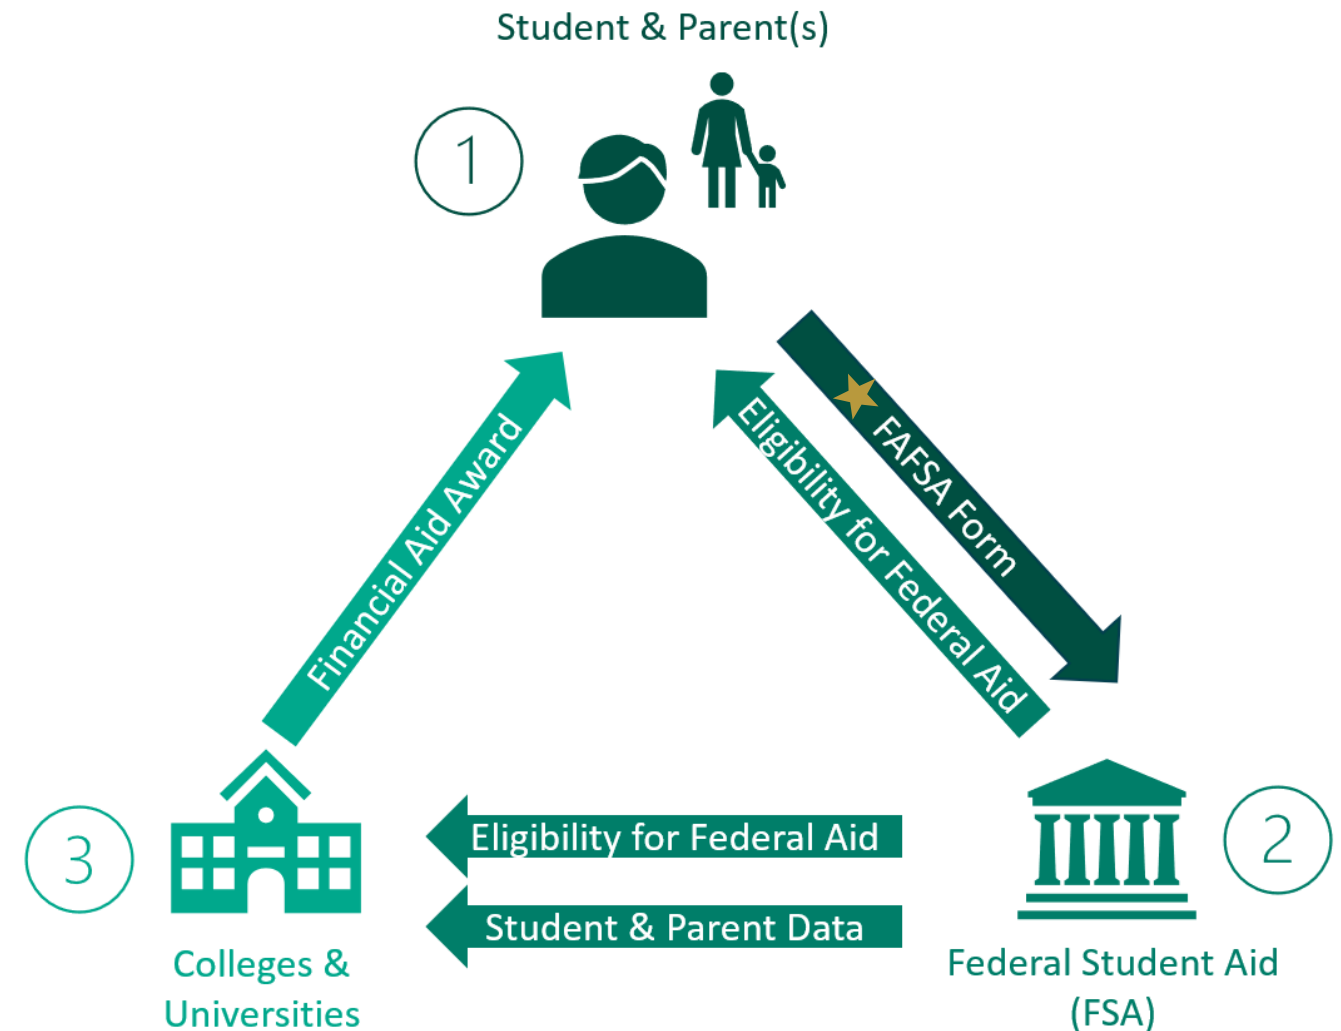 Student & Parent(s)
1
FAFSA Form
Eligibility for Federal Aid
Financial Aid Award
Eligibility for Federal Aid
Student & Parent Data
2
3
Colleges &
Universities
Federal Student Aid
(FSA)